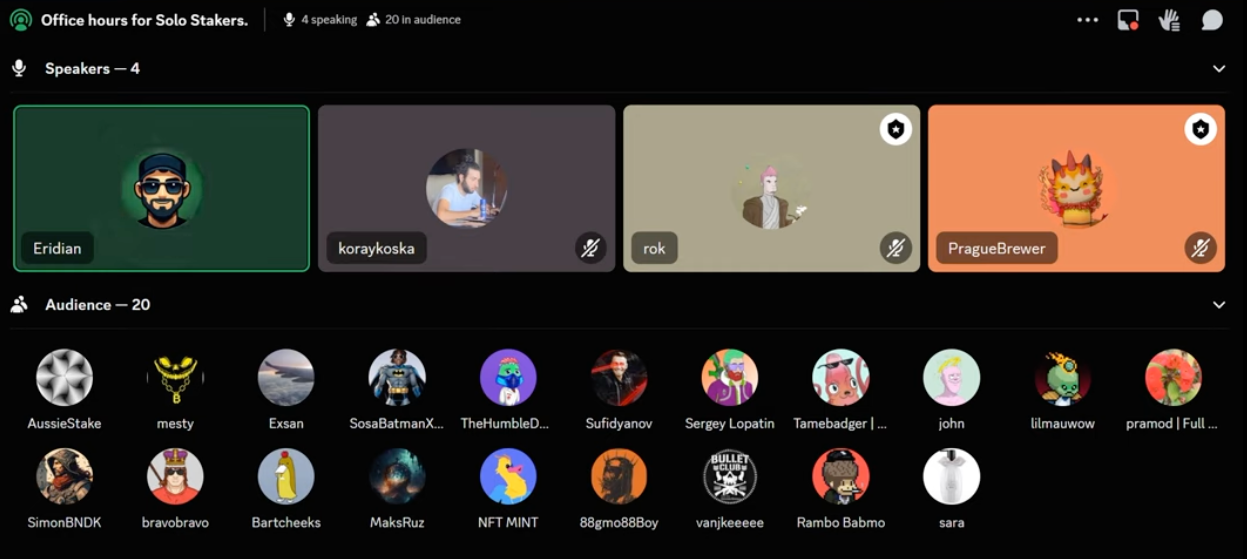 Office hours for Solo Stakers. 4 speaking 20 in audience
Speakers — 4
Eridian koraykoska rok PragueBrewer
Audience — 20
AussieStake mesty Exsan SosaBatmanX... TheHumbleD... Sufidyanov Sergey Lopatin Tamebadger | ... john lilmauwow pramod | Full ...
BULLET
CLUB
SimonBNDK bravobravo Bartcheeks MaksRuz NFT MINT 88gmo88Boy vanjkeeeee Rambo Babmo sara